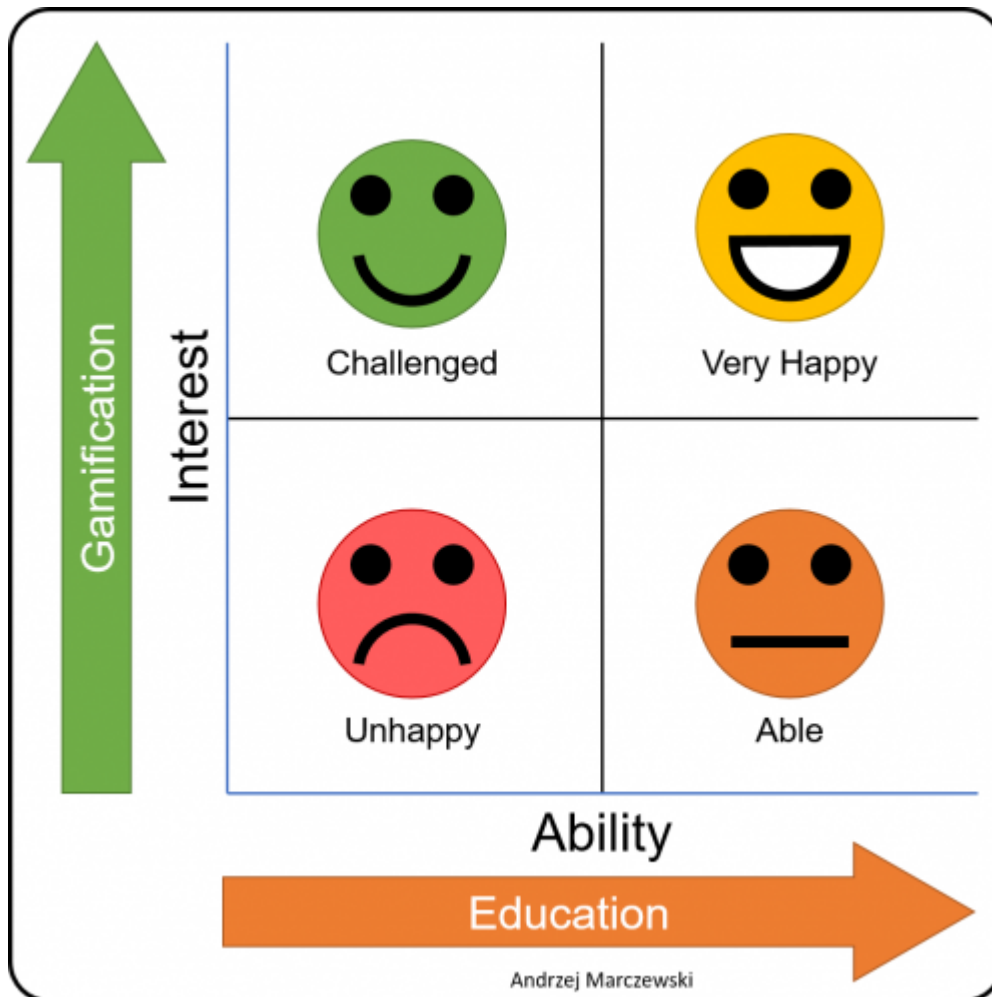 Gamification
Interest
Challenged
Very Happy
Unhappy
Able
Ability
Education
Andrzej Marczewski